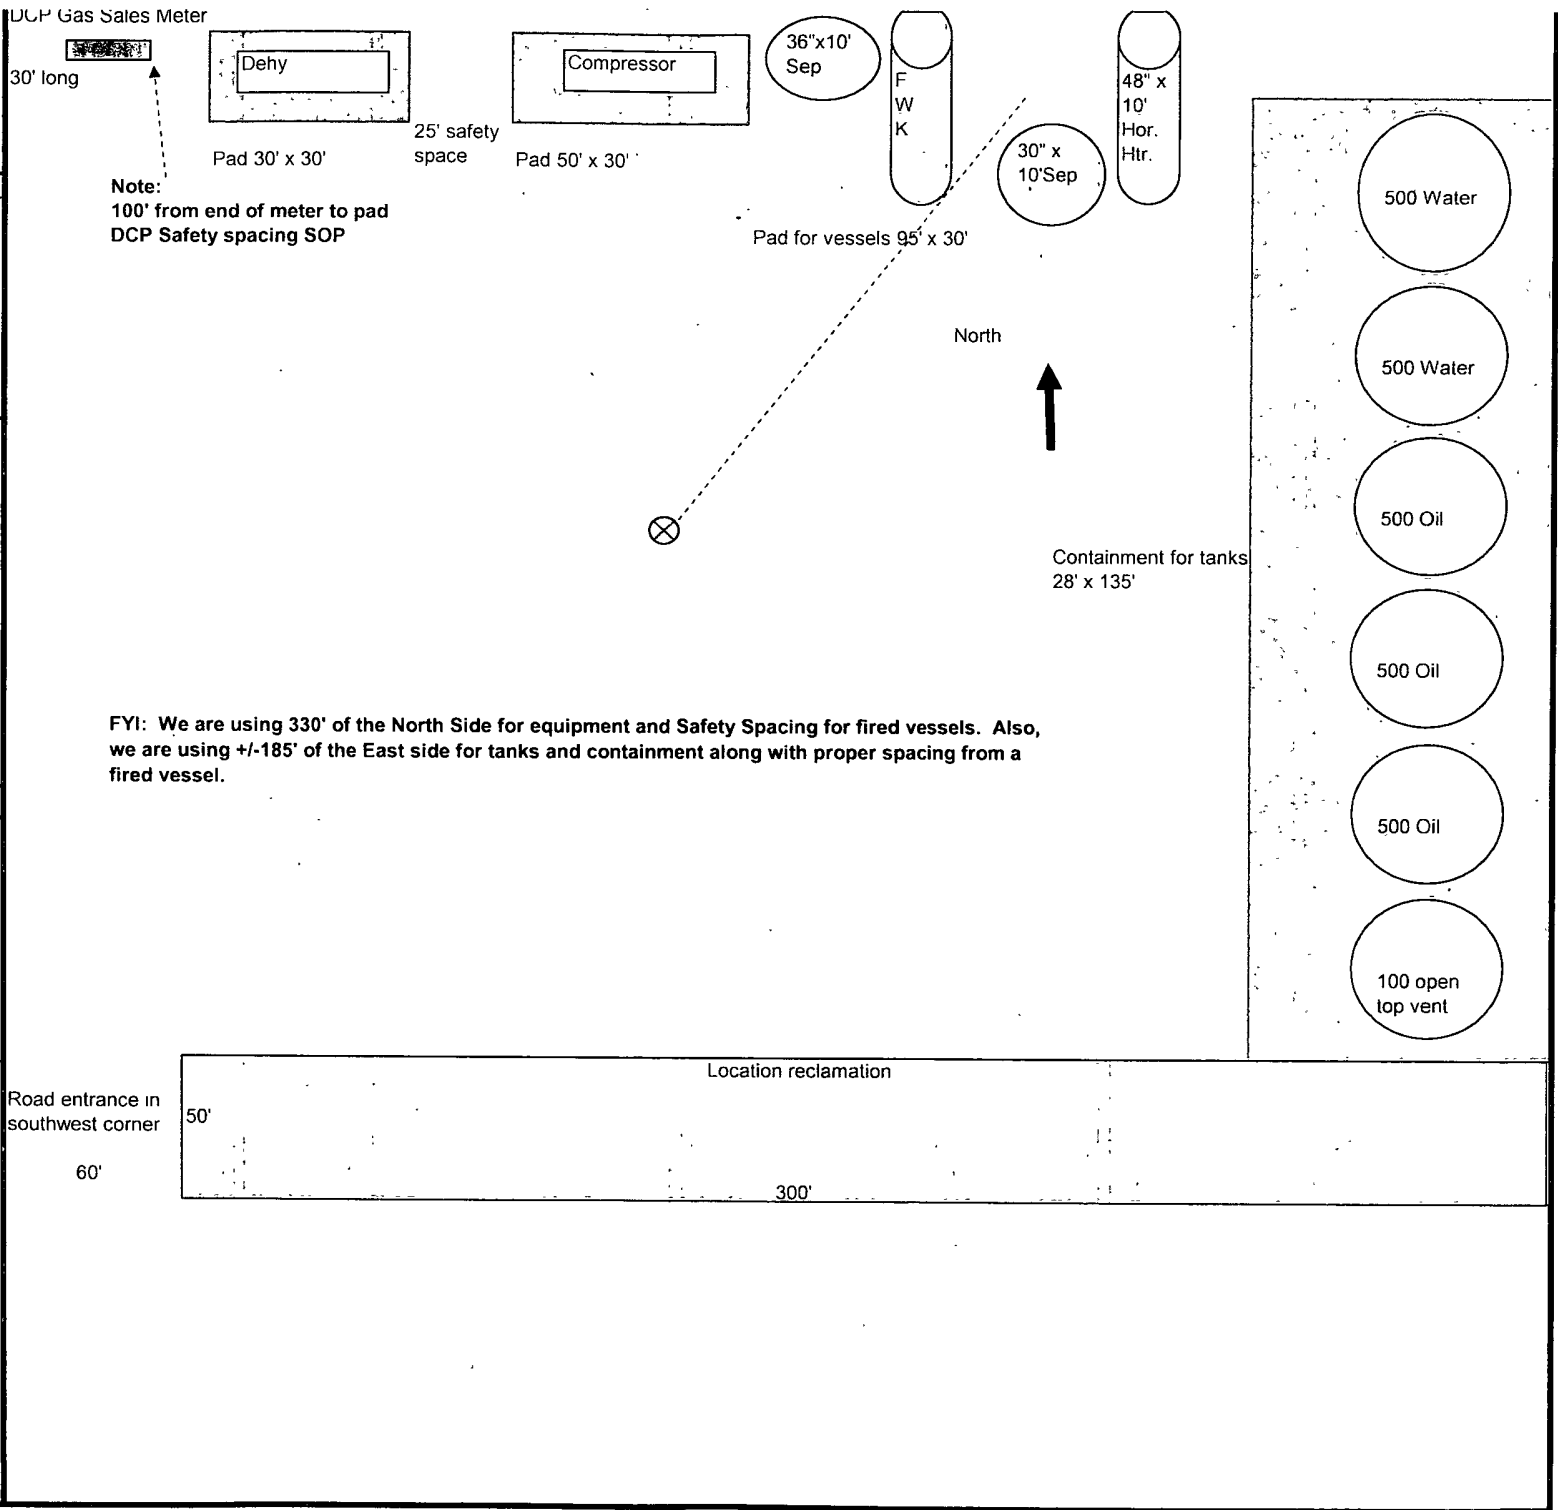 DCP Gas Sales Meter
30' long
Dehy
Compressor
36"x10'
Sep
F
W
K
48" x
10'
Hor.
Htr.
25' safety
space
Pad 30' x 30'
Pad 50' x 30'
30" x
10'Sep
Note:
100' from end of meter to pad
DCP Safety spacing SOP
Pad for vessels 95' x 30'
North
500 Water
500 Water
500 Oil
Containment for tanks
28' x 135'
500 Oil
FYI: We are using 330' of the North Side for equipment and Safety Spacing for fired vessels. Also,
we are using +/-185' of the East side for tanks and containment along with proper spacing from a
fired vessel.
500 Oil
100 open
top vent
Location reclamation
Road entrance in
southwest corner
50'
60'
300'